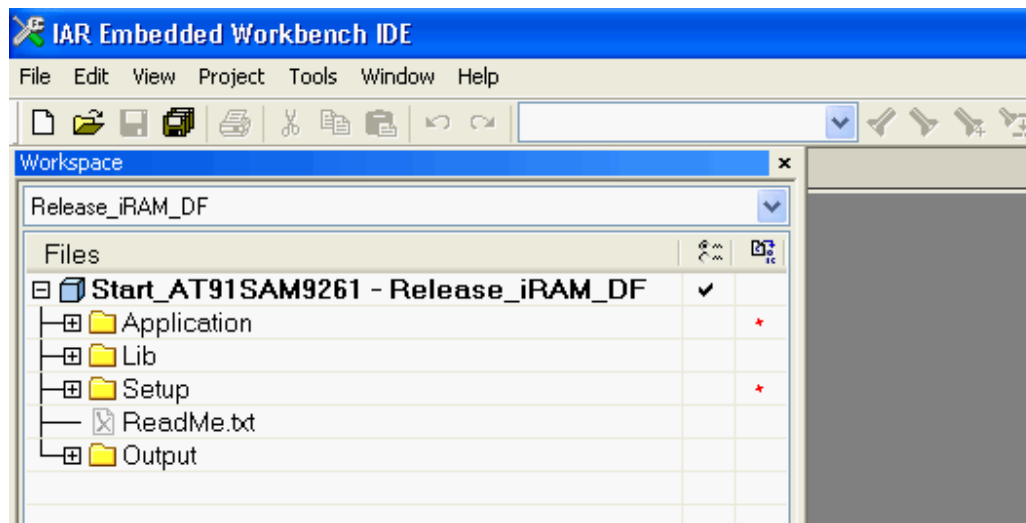 IAR Embedded Workbench IDE
File Edit View Project Tools Window Help
Workspace
Release_iRAM_DF
Files
Start_AT91SAM9261 - Release_iRAM_DF
Application
Lib
Setup
ReadMe.txt
Output